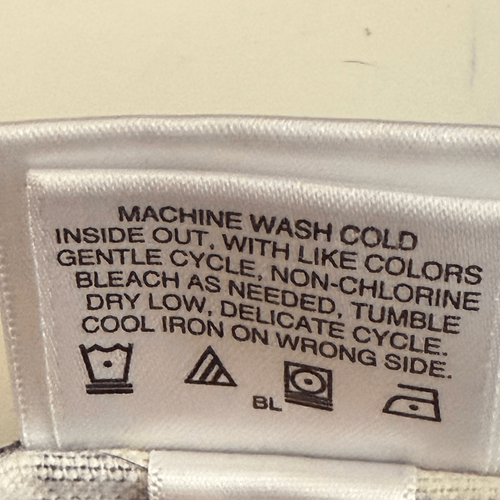 MACHINE WASH COLD
INSIDE OUT, WITH LIKE COLORS
GENTLE CYCLE, NON-CHLORINE
BLEACH AS NEEDED, TUMBLE
DRY LOW, DELICATE CYCLE.
COOL IRON ON WRONG SIDE.
BL